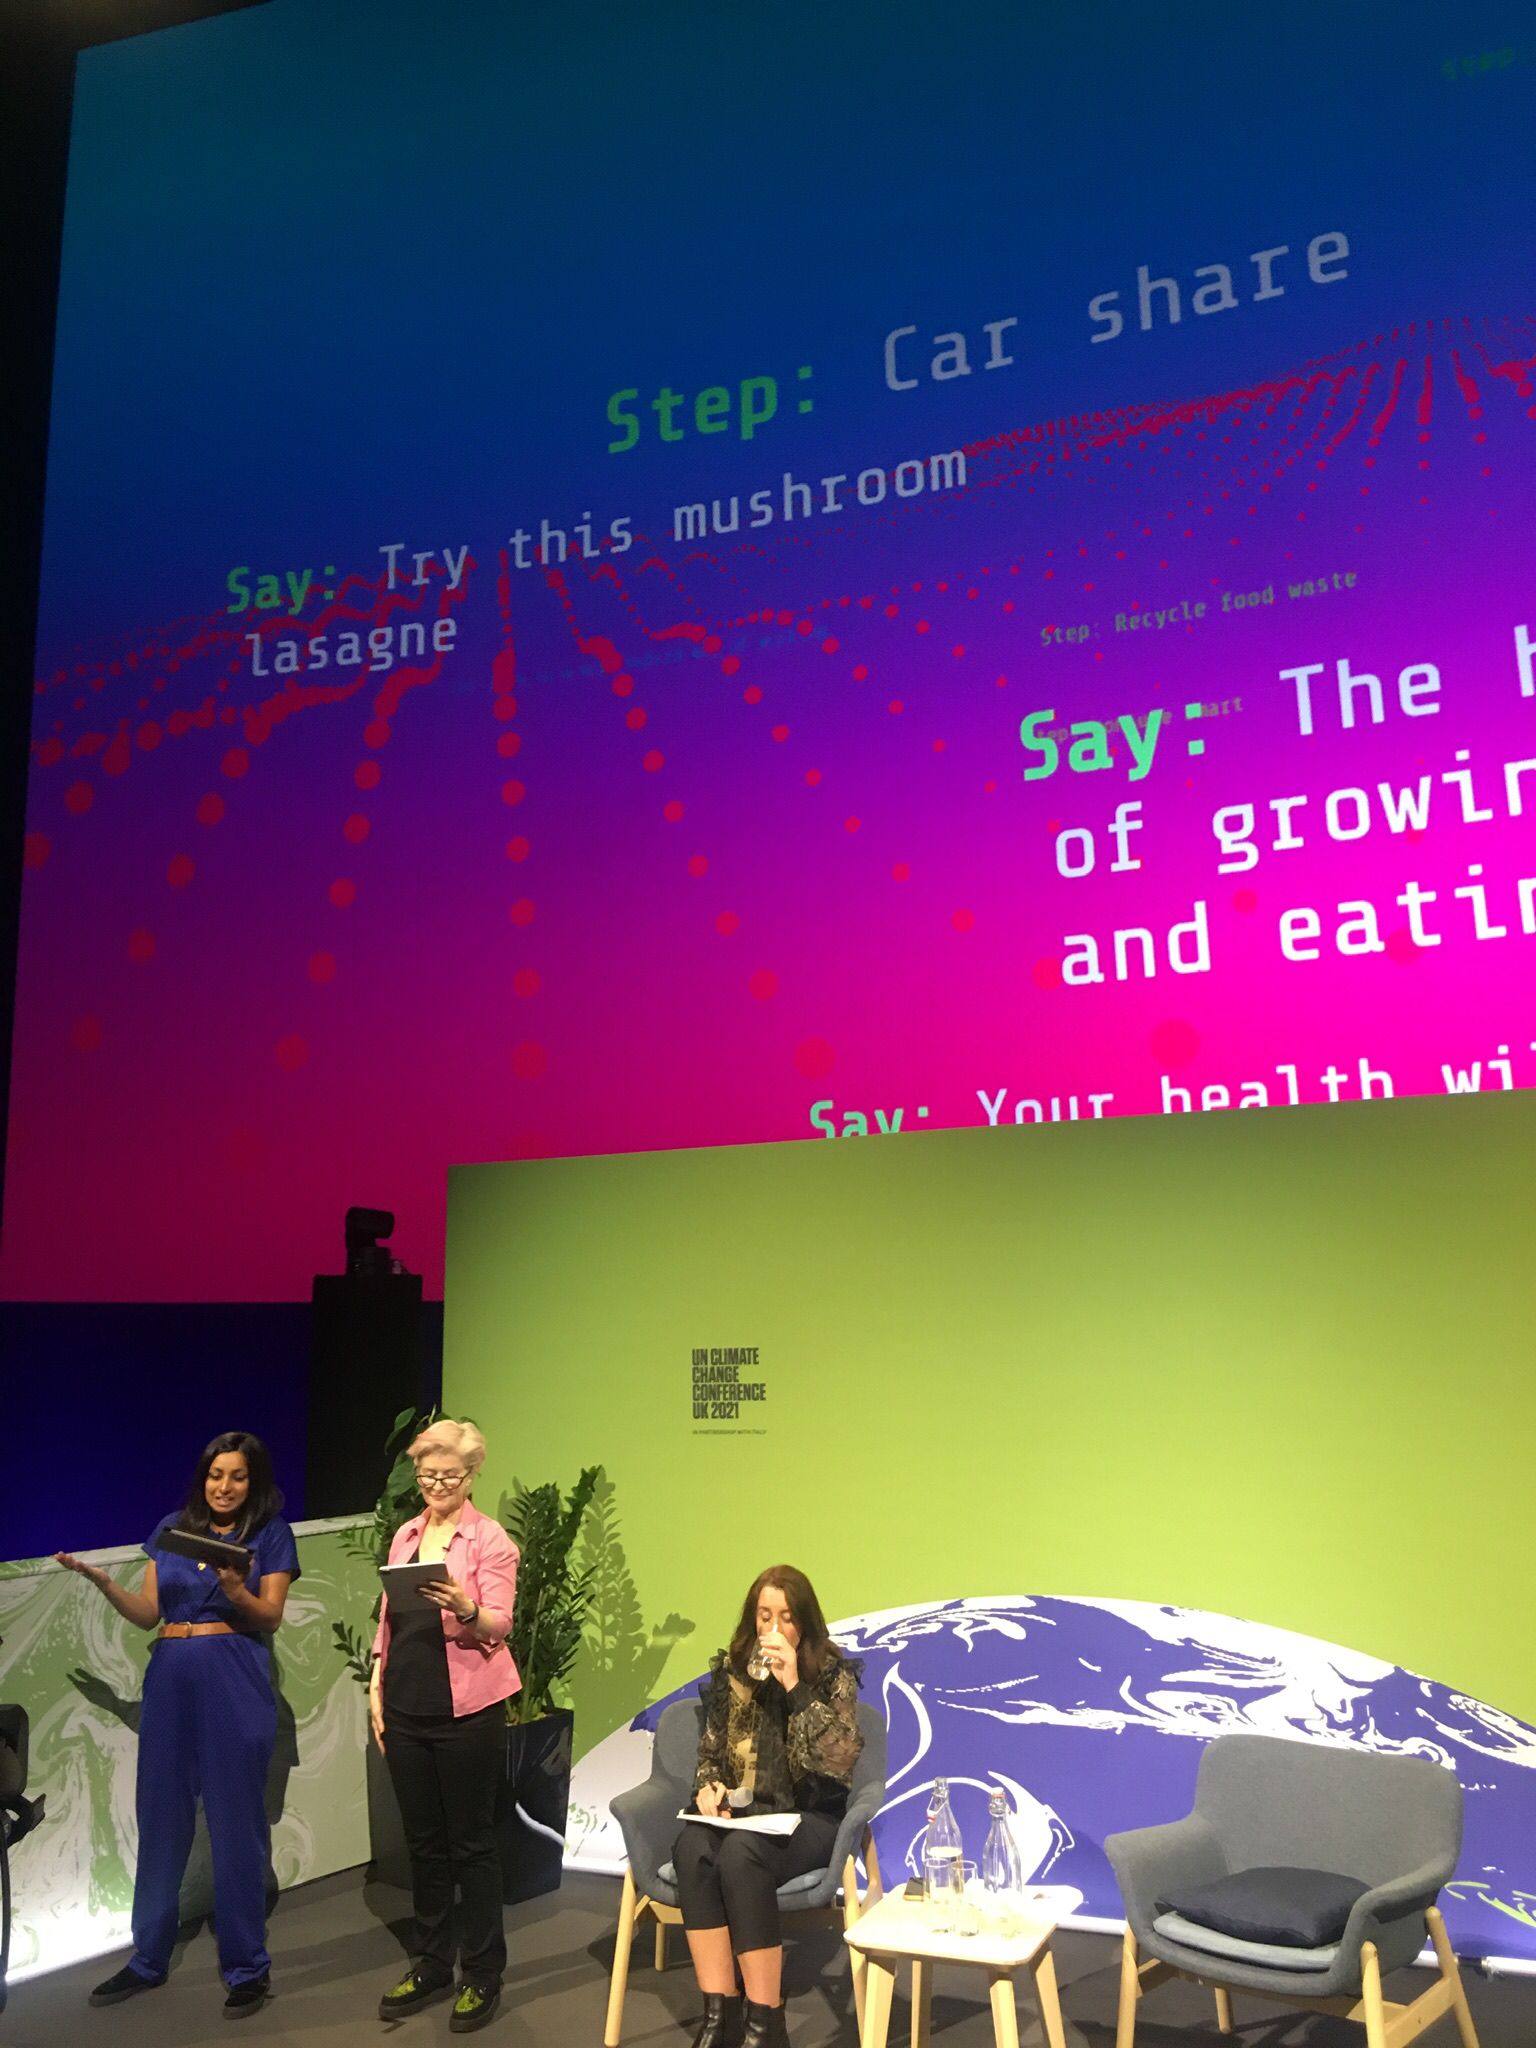 Step:
Step: Car share
Say: Try this mushroom
lasagne
Step: Recycle food waste
Say: The
of growin
and eatin
Say: Your health wi
UN CLIMATE
CHANGE
CONFERENCE
UK 2021
IN PARTNERSHIP WITH ITALY